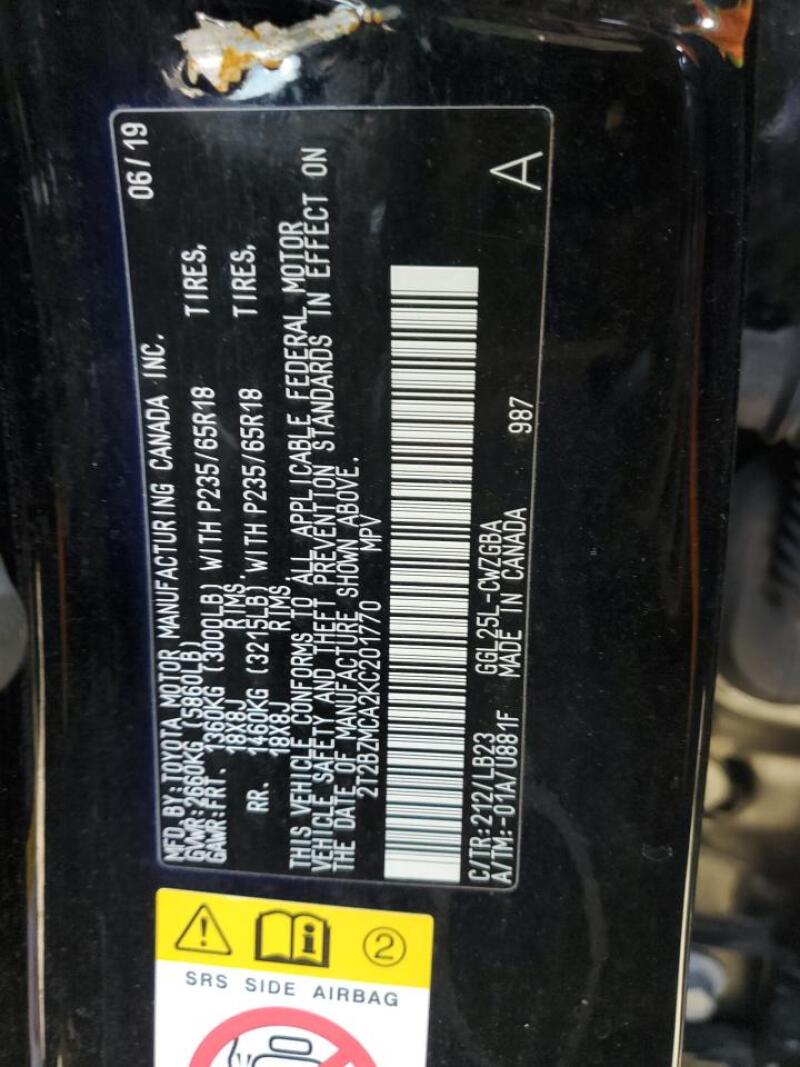 MFD. BY: TOYOTA MOTOR MANUFACTURING CANADA INC. 06/19
GVWR: 2660KG (5860LB)
GAWR: FRT. 1360KG (3000LB) WITH P235/65R18 TIRES,
18X8J RIMS.
RR. 1460KG (3215LB) WITH P235/65R18 TIRES,
18X8J RIMS.
THIS VEHICLE CONFORMS TO ALL APPLICABLE FEDERAL MOTOR
VEHICLE SAFETY AND THEFT PREVENTION STANDARDS IN EFFECT ON
THE DATE OF MANUFACTURE SHOWN ABOVE.
2T2BZMCA2KC201770 MPV
C/TR: 212/LB23 GGL25L-CWZGBA
A/TM: -01A/U881F MADE IN CANADA 987 A
2
SRS SIDE AIRBAG